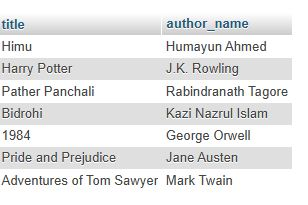 title author_name
Himu Humayun Ahmed
Harry Potter J.K. Rowling
Pather Panchali Rabindranath Tagore
Bidrohi Kazi Nazrul Islam
1984 George Orwell
Pride and Prejudice Jane Austen
Adventures of Tom Sawyer Mark Twain